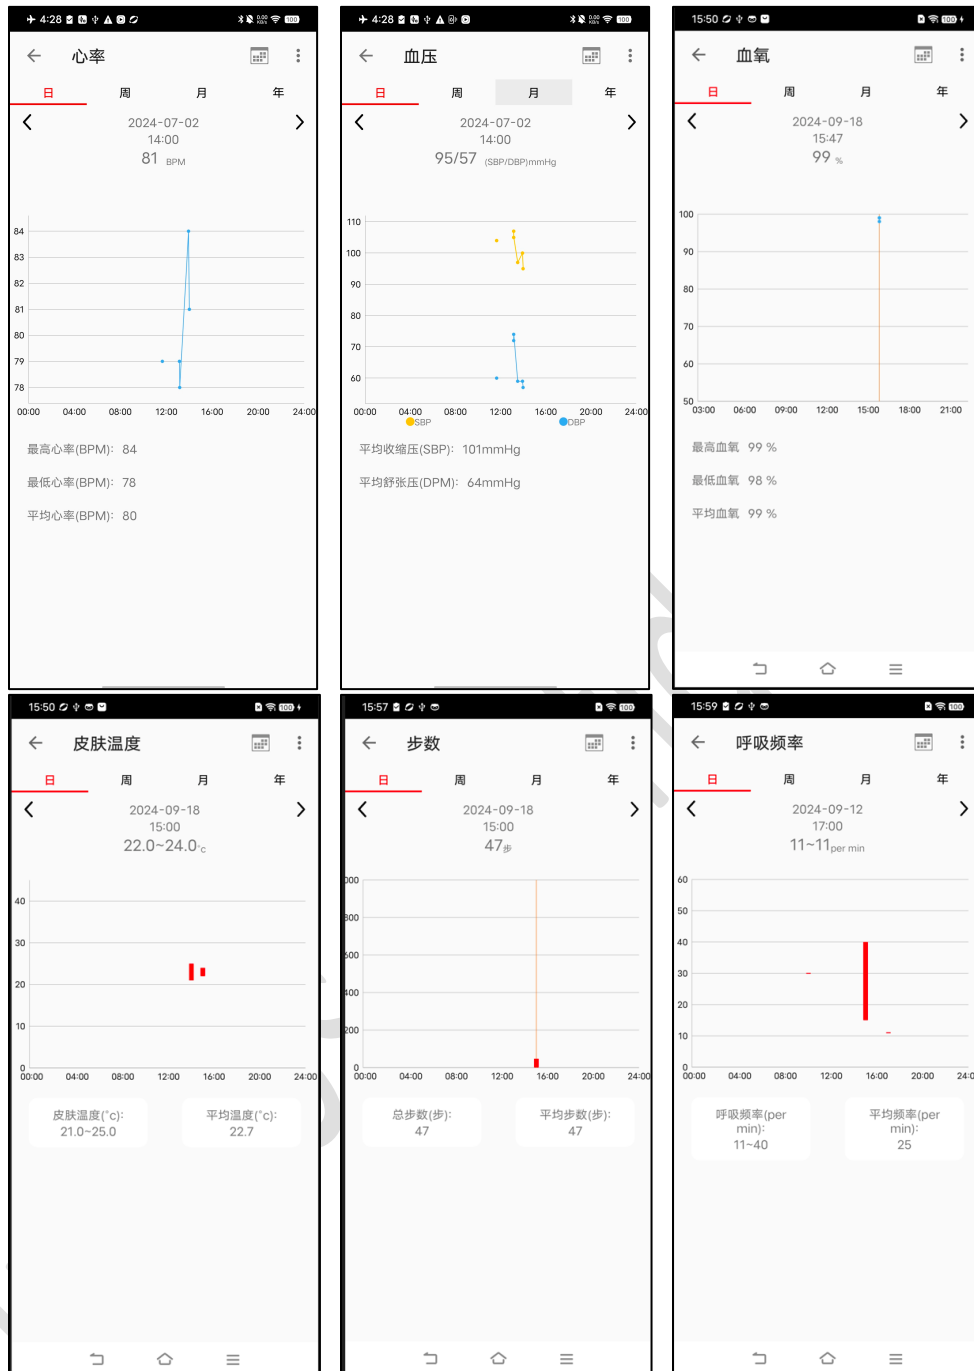 4:28
心率
日 周 月 年
2024-07-02
14:00
81 BPM
84
83
82
81
80
79
78
00:00 04:00 08:00 12:00 16:00 20:00 24:00
最高心率(BPM): 84
最低心率(BPM): 78
平均心率(BPM): 80
4:28
血压
日 周 月 年
2024-07-02
14:00
95/57 (SBP/DBP)mmHg
110
100
90
80
70
60
00:00 04:00 08:00 12:00 16:00 20:00 24:00
SBP DBP
平均收缩压(SBP): 101mmHg
平均舒张压(DPM): 64mmHg
15:50
血氧
日 周 月 年
2024-09-18
15:47
99 %
100
90
80
70
60
50
03:00 06:00 09:00 12:00 15:00 18:00 21:00
最高血氧 99 %
最低血氧 98 %
平均血氧 99 %
15:50
皮肤温度
日 周 月 年
2024-09-18
15:00
22.0~24.0°c
40
30
20
10
0
00:00 04:00 08:00 12:00 16:00 20:00 24:00
皮肤温度(°c): 平均温度(°c):
21.0~25.0 22.7
15:57
步数
日 周 月 年
2024-09-18
15:00
47步
000
800
600
400
200
0
00:00 04:00 08:00 12:00 16:00 20:00 24:00
总步数(步): 平均步数(步):
47 47
15:59
呼吸频率
日 周 月 年
2024-09-12
17:00
11~11per min
60
50
40
30
20
10
0
00:00 04:00 08:00 12:00 16:00 20:00 24:0
呼吸频率(per 平均频率(per
min): min):
11~40 25